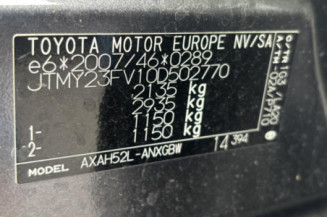 TOYOTA MOTOR EUROPE NV/SA
e6*2007/46*0289
JTMY23FV10D502770
2135 kg
2935 kg
1- 1150 kg
2- 1150 kg
MODEL AXAH52L-ANXGBW
14 394